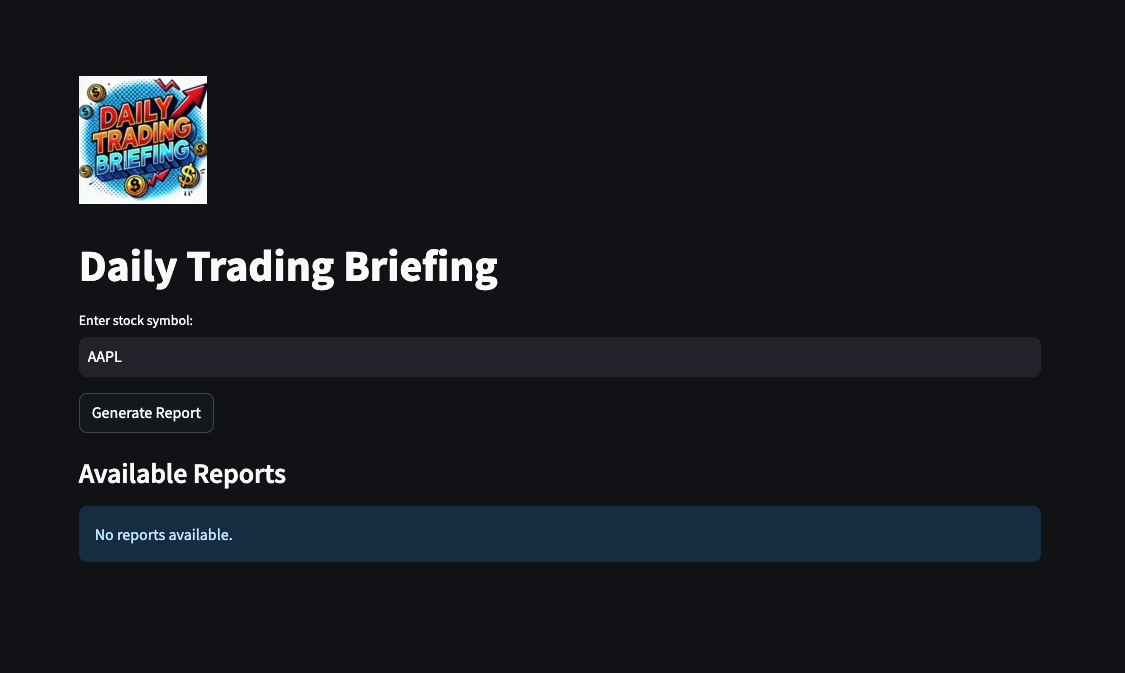 DAILY
TRADING
BRIEFING
Daily Trading Briefing
Enter stock symbol:
AAPL
Generate Report
Available Reports
No reports available.